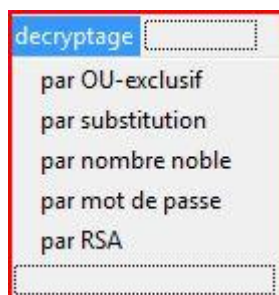 decryptage
par OU-exclusif
par substitution
par nombre noble
par mot de passe
par RSA